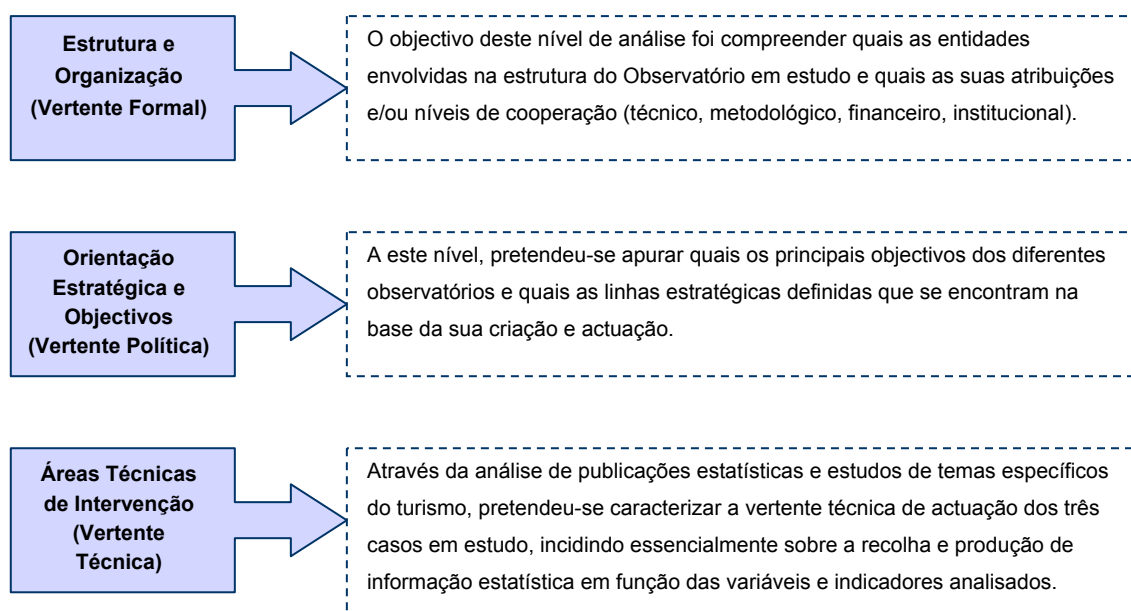 Estrutura e
Organização
(Vertente Formal)
O objectivo deste nível de análise foi compreender quais as entidades
envolvidas na estrutura do Observatório em estudo e quais as suas atribuições
e/ou níveis de cooperação (técnico, metodológico, financeiro, institucional).
Orientação
Estratégica e
Objectivos
(Vertente Política)
A este nível, pretendeu-se apurar quais os principais objectivos dos diferentes
observatórios e quais as linhas estratégicas definidas que se encontram na
base da sua criação e actuação.
Áreas Técnicas
de Intervenção
(Vertente
Técnica)
Através da análise de publicações estatísticas e estudos de temas específicos
do turismo, pretendeu-se caracterizar a vertente técnica de actuação dos três
casos em estudo, incidindo essencialmente sobre a recolha e produção de
informação estatística em função das variáveis e indicadores analisados.